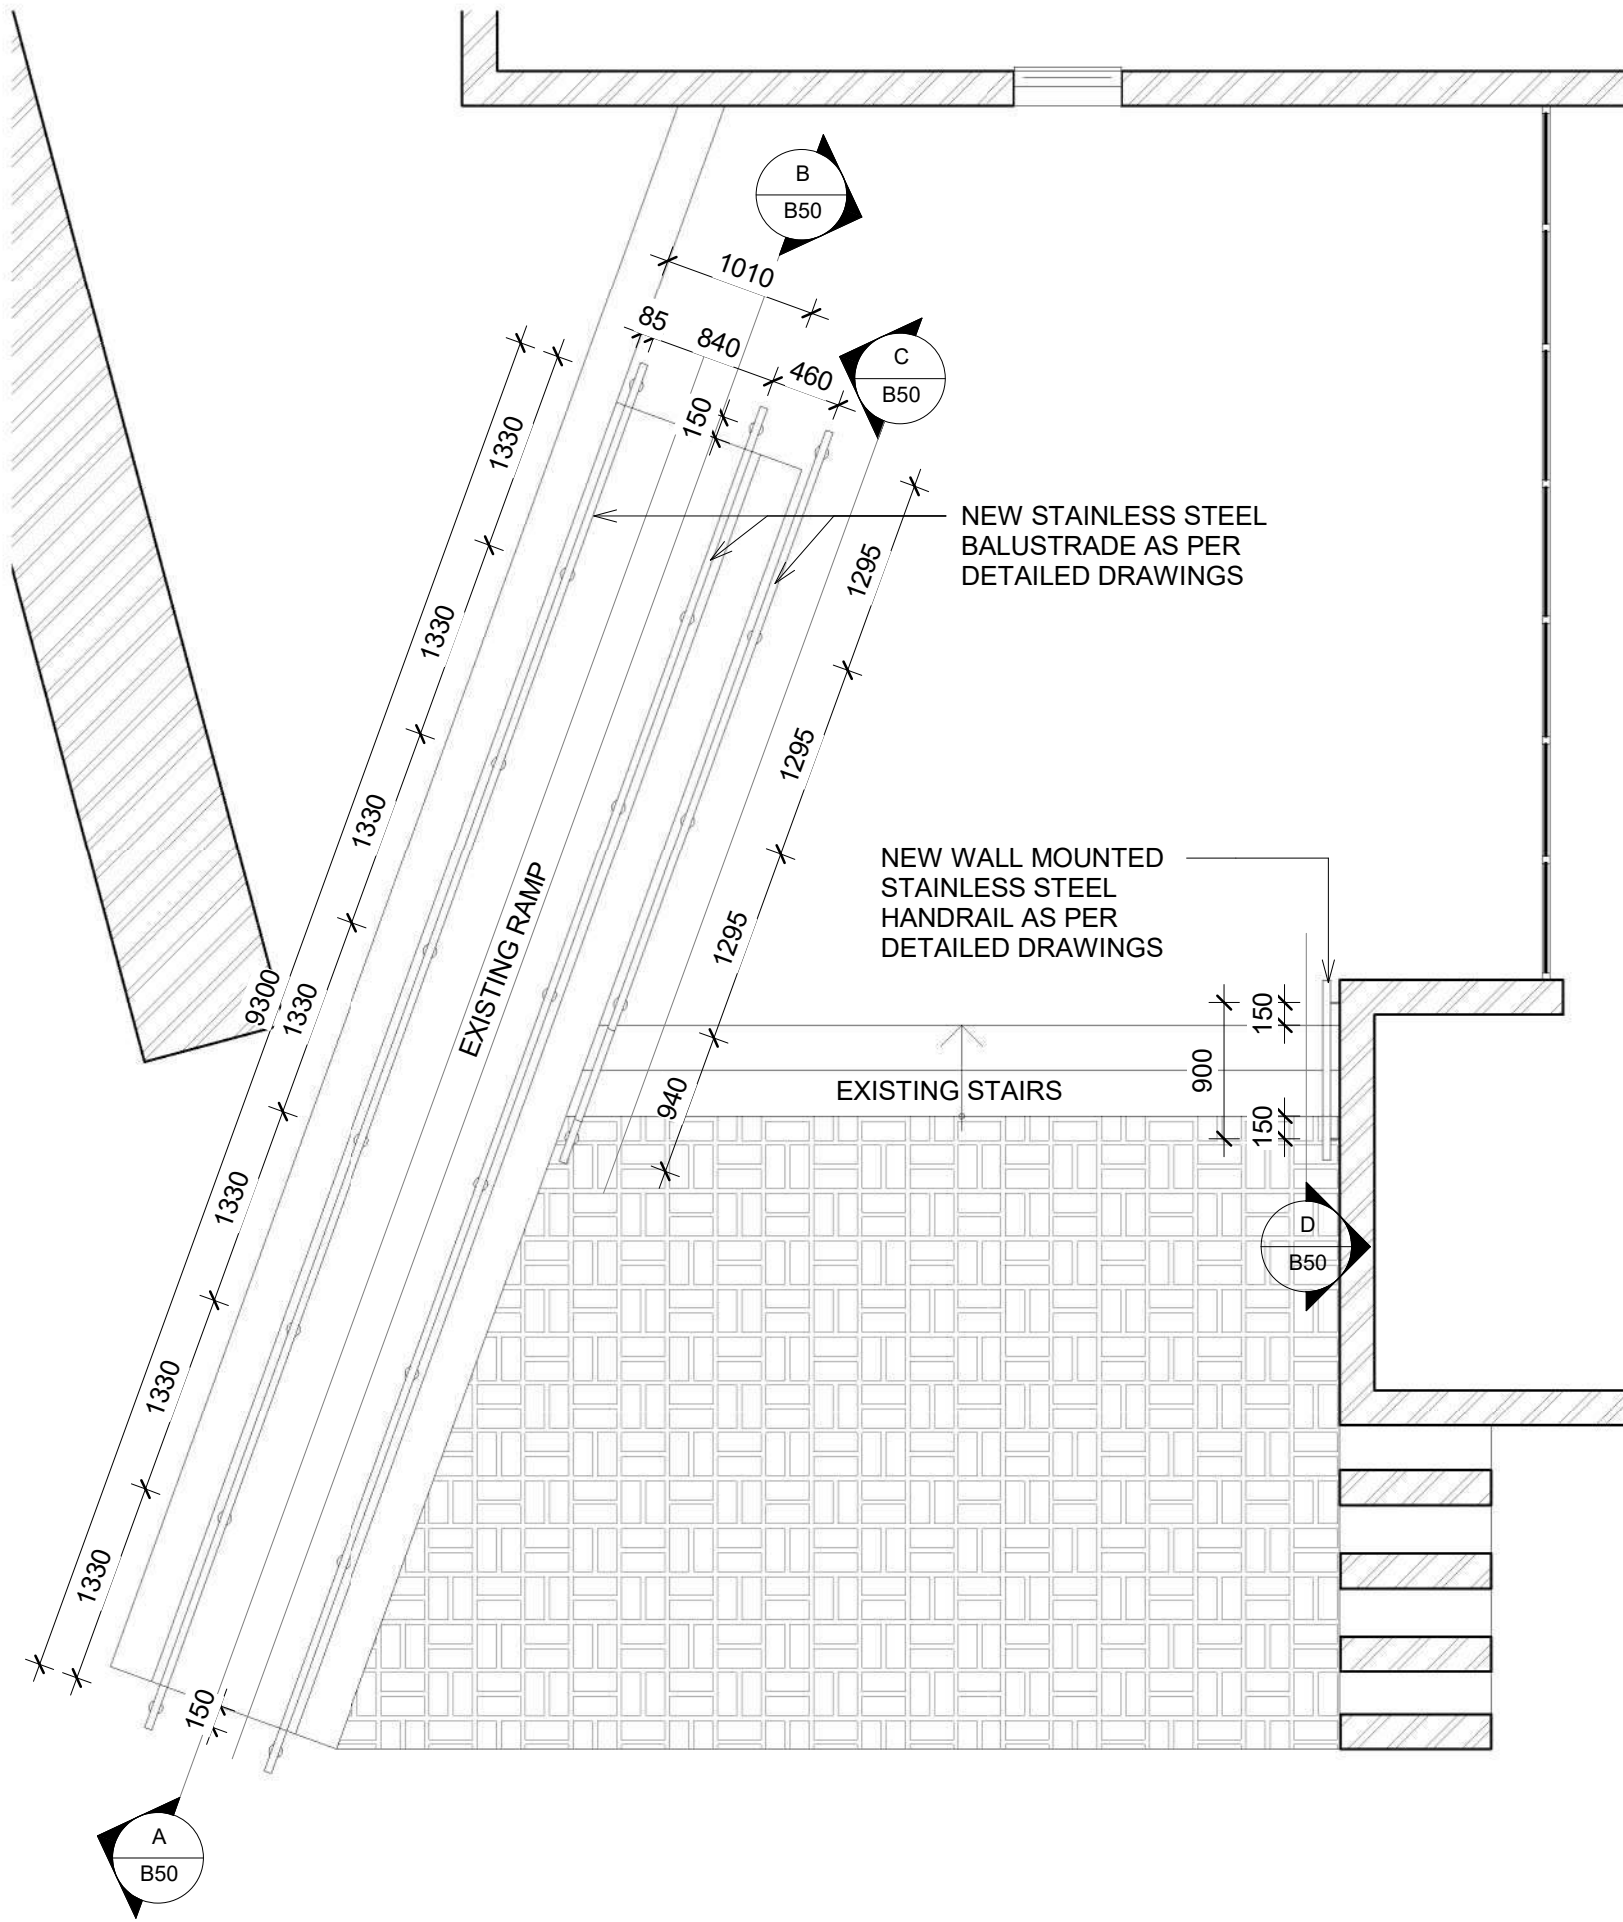 B
B50
1010
85
840
460
C
B50
150
1330
NEW STAINLESS STEEL
BALUSTRADE AS PER
DETAILED DRAWINGS
1295
1330
1295
1330
NEW WALL MOUNTED
STAINLESS STEEL
HANDRAIL AS PER
DETAILED DRAWINGS
EXISTING RAMP
1295
9300
1330
150
900
EXISTING STAIRS
940
150
1330
D
B50
1330
1330
150
A
B50